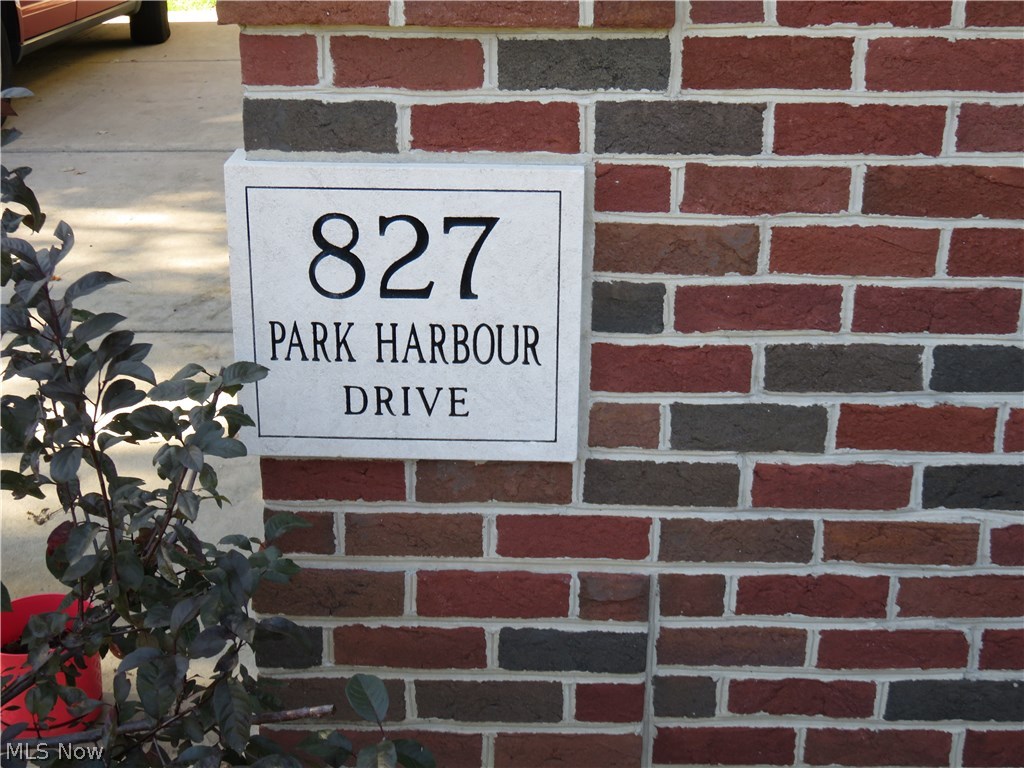 827
PARK HARBOUR
DRIVE
MLS Now